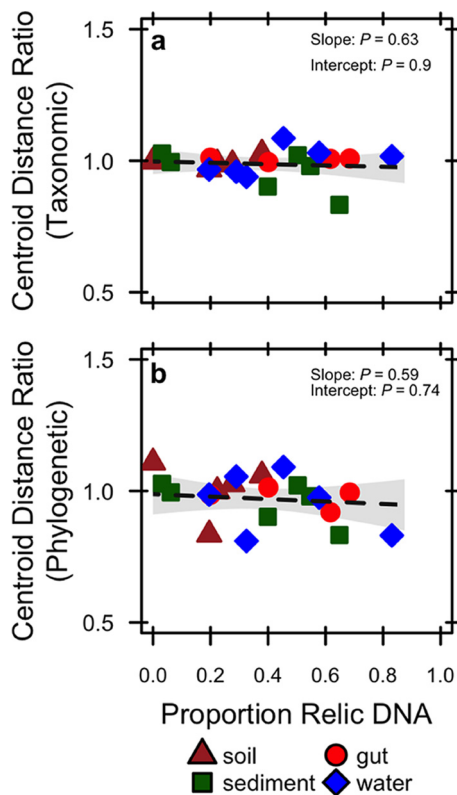 a
Slope: P = 0.63
Intercept: P = 0.9
Centroid Distance Ratio
(Taxonomic)
1.5
1.0
0.5
b
Slope: P = 0.59
Intercept: P = 0.74
Centroid Distance Ratio
(Phylogenetic)
1.5
1.0
0.5
0.0 0.2 0.4 0.6 0.8 1.0
Proportion Relic DNA
soil gut
sediment water